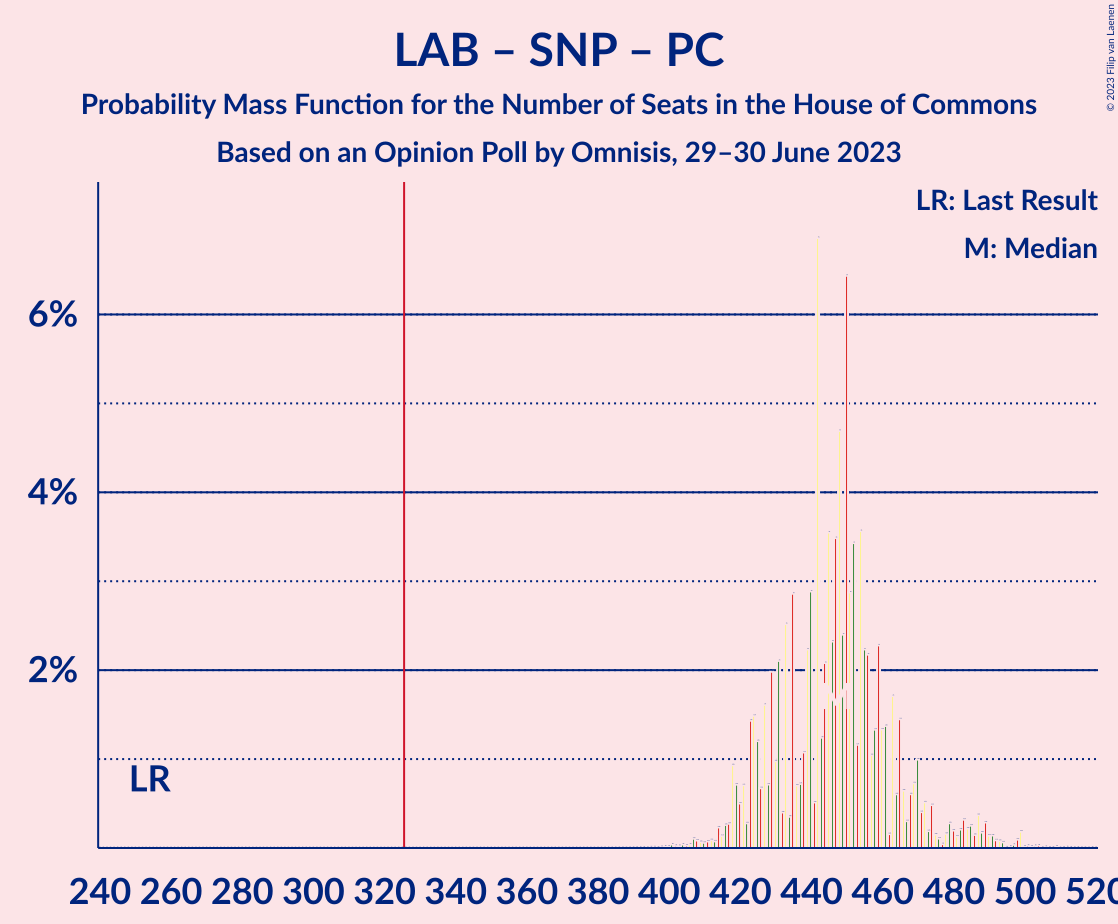 LAB – SNP – PC
Probability Mass Function for the Number of Seats in the House of Commons
Based on an Opinion Poll by Omnisis, 29–30 June 2023
© 2023 Filip van Laenen
LR: Last Result
M: Median
6%
4%
2%
LR
240 260 280 300 320 340 360 380 400 420 440 460 480 500 520